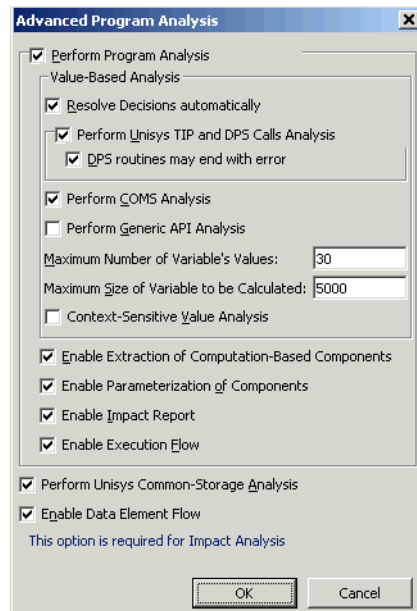 Advanced Program Analysis
Perform Program Analysis
Value-Based Analysis
Resolve Decisions automatically
Perform Unisys TIP and DPS Calls Analysis
DPS routines may end with error
Perform COMS Analysis
Perform Generic API Analysis
Maximum Number of Variable's Values: 30
Maximum Size of Variable to be Calculated: 5000
Context-Sensitive Value Analysis
Enable Extraction of Computation-Based Components
Enable Parameterization of Components
Enable Impact Report
Enable Execution Flow
Perform Unisys Common-Storage Analysis
Enable Data Element Flow
This option is required for Impact Analysis
OK Cancel